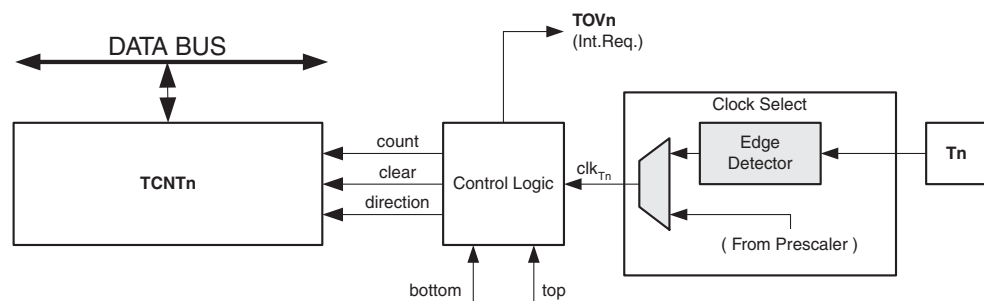 TOVn
(Int.Req.)
DATA BUS
Clock Select
count
Edge
Detector
Tn
TCNTn
clear
Control Logic
clkTn
direction
( From Prescaler )
bottom
top